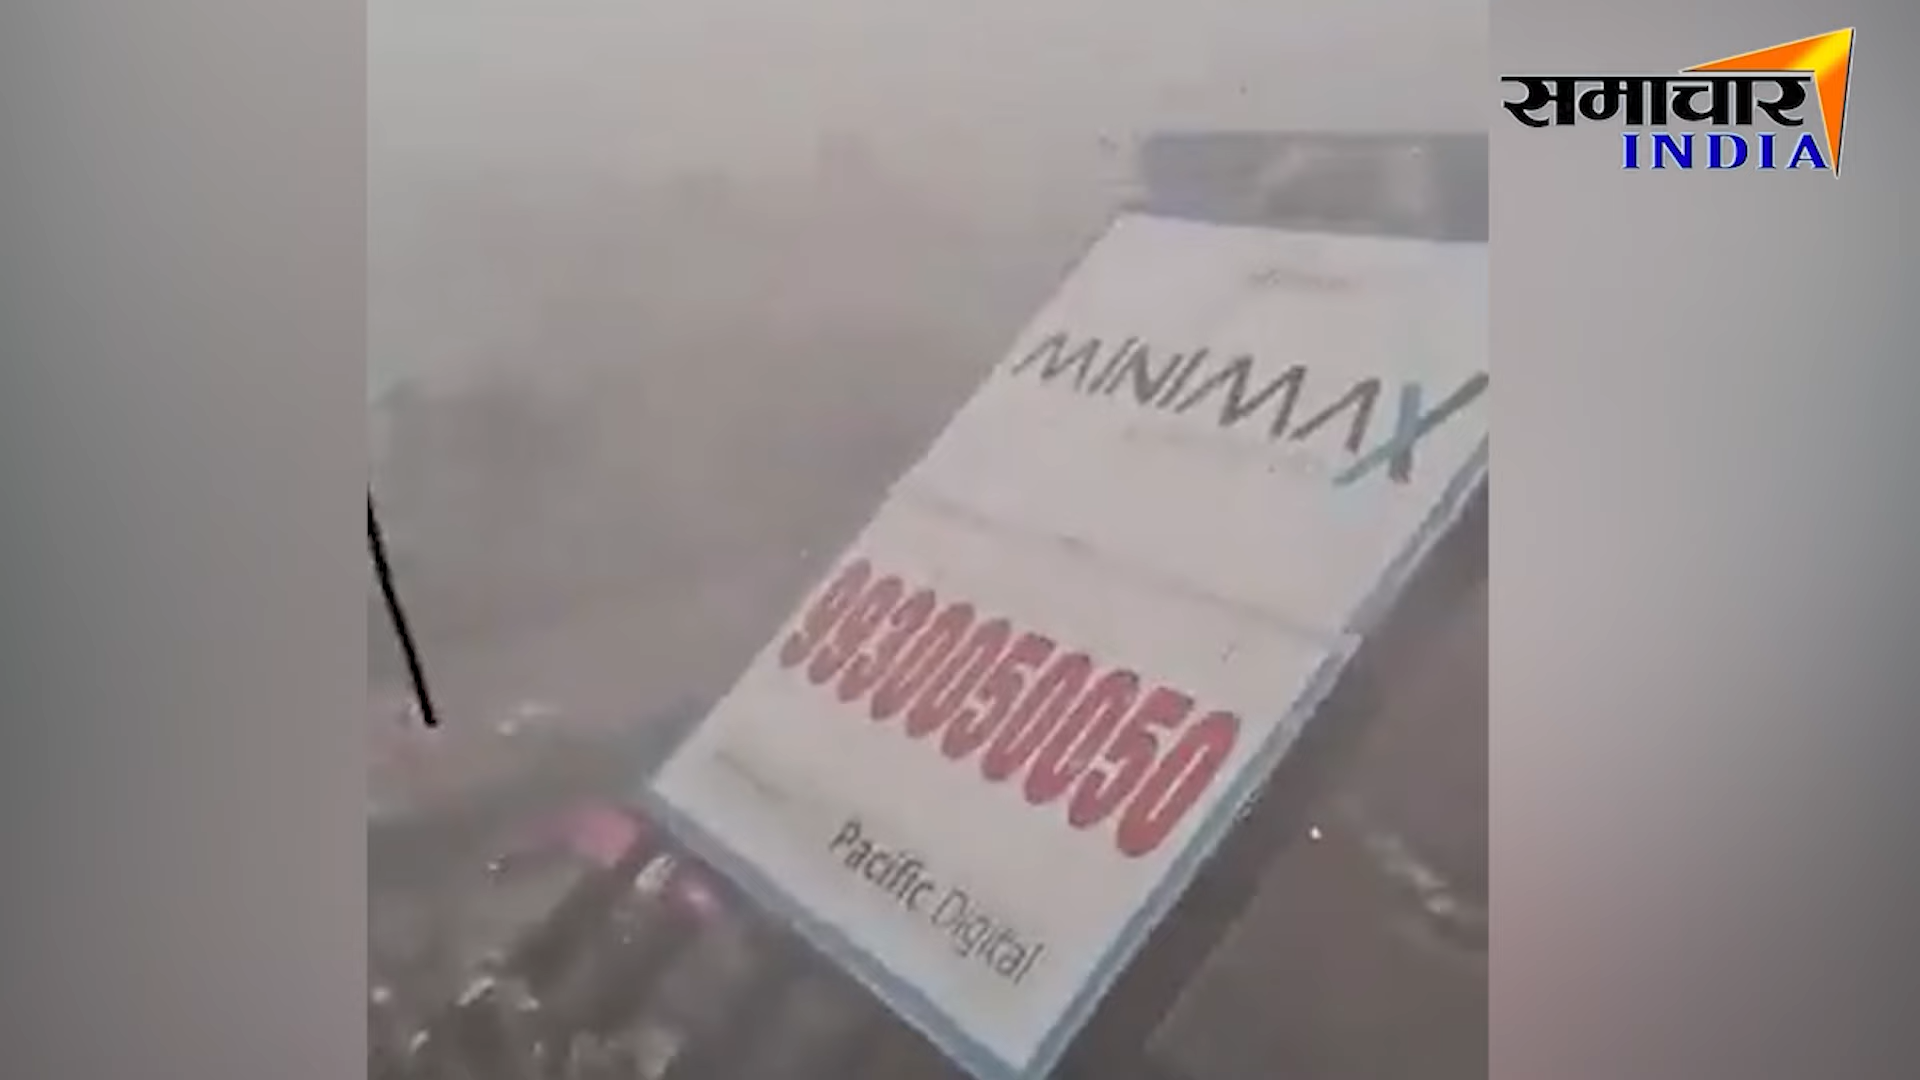 समाचार
INDIA
MINIMAX
9930050050
Pacific Digital